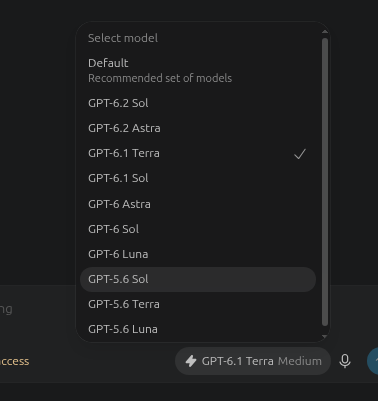 Select model
Default
Recommended set of models
GPT-6.2 Sol
GPT-6.2 Astra
GPT-6.1 Terra
GPT-6.1 Sol
GPT-6 Astra
GPT-6 Sol
GPT-6 Luna
GPT-5.6 Sol
GPT-5.6 Terra
GPT-5.6 Luna
ng
ccess
GPT-6.1 Terra Medium